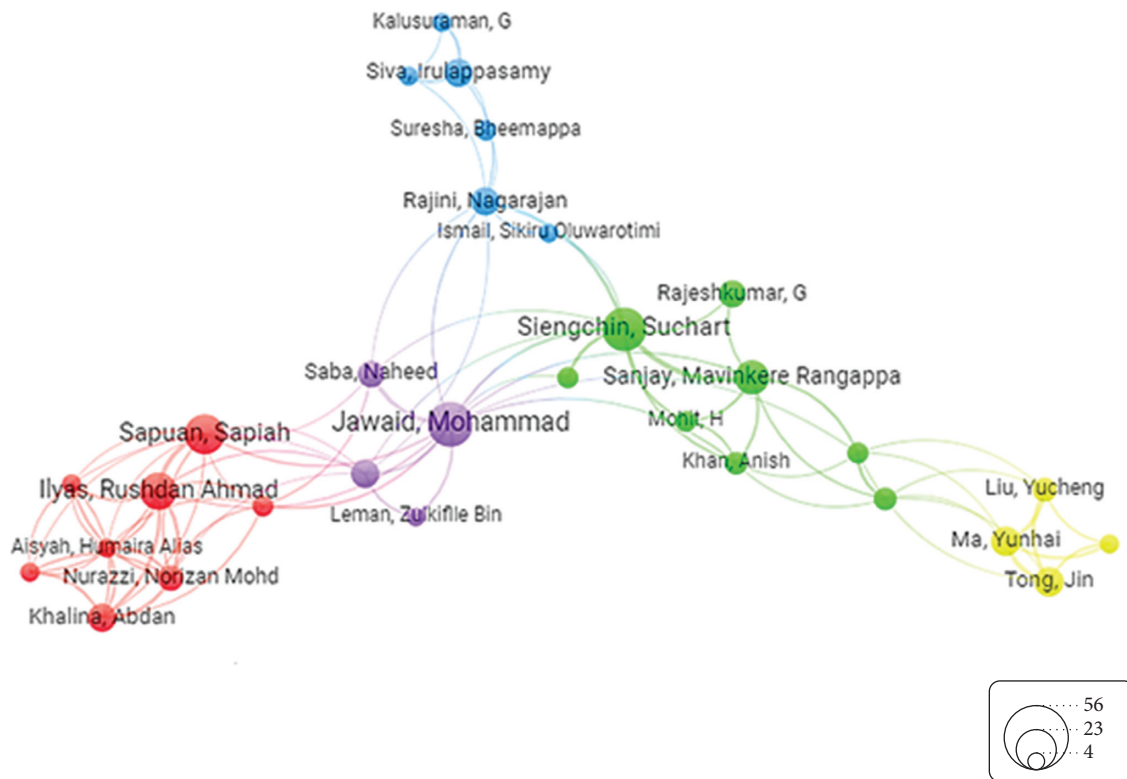 Kalusuraman, G
Siva, Irulappasamy
Suresha, Bheemappa
Rajini, Nagarajan
Ismail, Sikiru Oluwarotimi
Rajeshkumar, G
Siengchin, Suchart
Saba, Naheed
Sanjay, Mavinkere Rangappa
Jawaid, Mohammad
Mohit, H
Sapuan, Sapiah
Khan, Anish
Ilyas, Rushdan Ahmad
Liu, Yucheng
Leman, Zulkiflle Bin
Ma, Yunhai
Aisyah, Humaira Alias
Nurazzi, Norizan Mohd
Tong, Jin
Khalina, Abdan
56
23
4